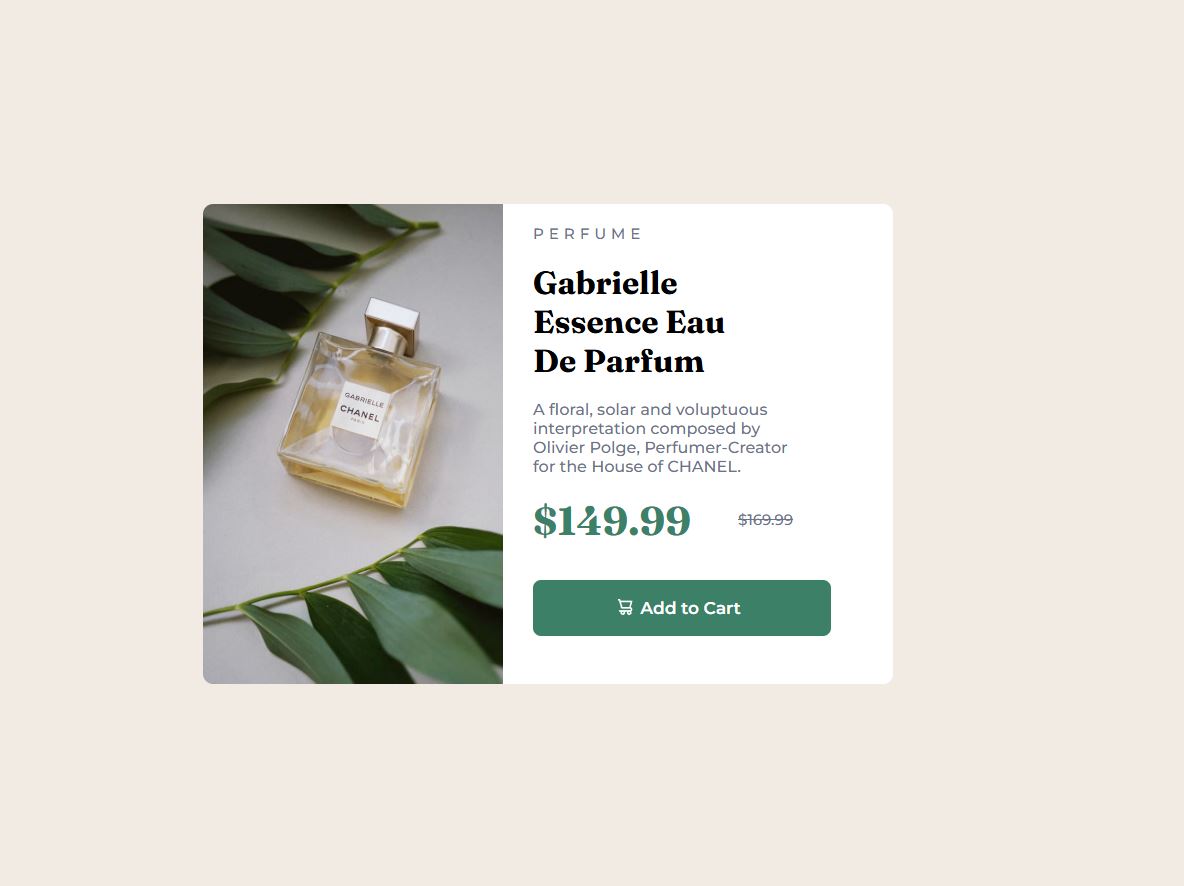 GABRIELLE
CHANEL
PARIS
PERFUME
Gabrielle
Essence Eau
De Parfum
A floral, solar and voluptuous
interpretation composed by
Olivier Polge, Perfumer-Creator
for the House of CHANEL.
$149.99 $169.99
Add to Cart